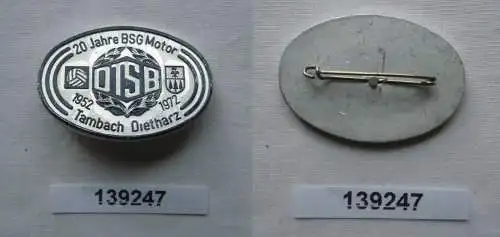 20 Jahre BSG Motor
DTSB
1952 1972
Tambach Dietharz
139247
139247